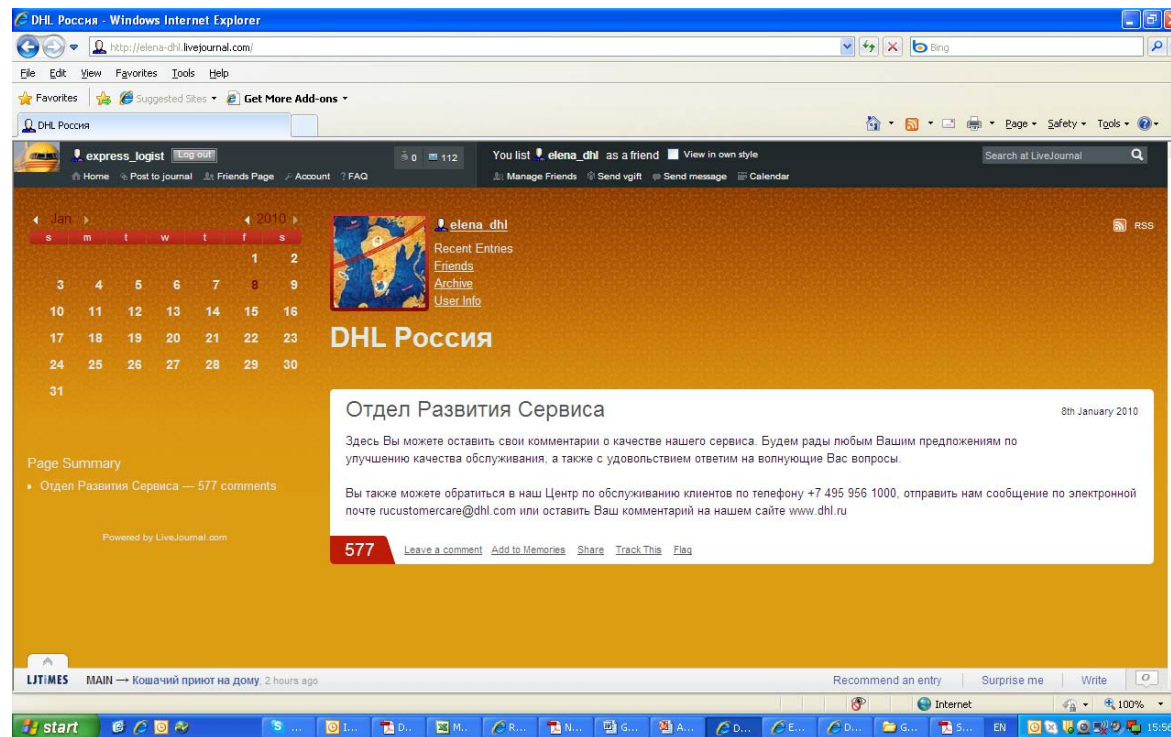 DHL Россия - Windows Internet Explorer
http://elena-dhl.livejournal.com/
Bing
File Edit View Favorites Tools Help
Favorites Suggested Sites Get More Add-ons
DHL Россия
Page Safety Tools
express_logist Log out 0 112 You list elena_dhl as a friend View in own style Search at LiveJournal
Home Post to journal Friends Page Account FAQ Manage Friends Send vgift Send message Calendar
Jan 2010
s m t w t f s
1 2
3 4 5 6 7 8 9
10 11 12 13 14 15 16
17 18 19 20 21 22 23
24 25 26 27 28 29 30
31
Page Summary
Отдел Развития Сервиса — 577 comments
Powered by LiveJournal.com
elena_dhl
Recent Entries
Friends
Archive
User Info
RSS
DHL Россия
Отдел Развития Сервиса
8th January 2010
Здесь Вы можете оставить свои комментарии о качестве нашего сервиса. Будем рады любым Вашим предложениям по
улучшению качества обслуживания, а также с удовольствием ответим на волнующие Вас вопросы.
Вы также можете обратиться в наш Центр по обслуживанию клиентов по телефону +7 495 956 1000, отправить нам сообщение по электронной
почте rucustomercare@dhl.com или оставить Ваш комментарий на нашем сайте www.dhl.ru
577 Leave a comment Add to Memories Share Track This Flag
LJTIMES MAIN → Кошачий приют на дому, 2 hours ago Recommend an entry Surprise me Write
Internet 100%
start ... I... D... M... R... N... G... A... D... E... D... G... S... EN 15:56